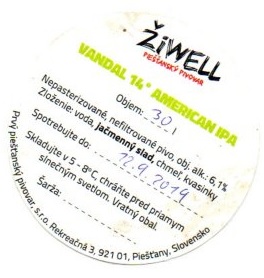 ŽiWELL
PIEŠŤANSKÝ PIVOVAR
VANDAL 14° AMERICAN IPA
Objem: 30 l
Nepasterizované, nefiltrované pivo, obj. alk.: 6,1%
Zloženie: voda, jačmenný slad, chmeľ, kvasinky
Spotrebujte do: 12.9.2019
Skladujte v 5 - 8°C, chráňte pred priamym
slnečným svetlom. Vratný obal.
Šarža:
Prvý piešťanský pivovar, s.r.o. Rekreačná 3, 921 01, Piešťany, Slovensko